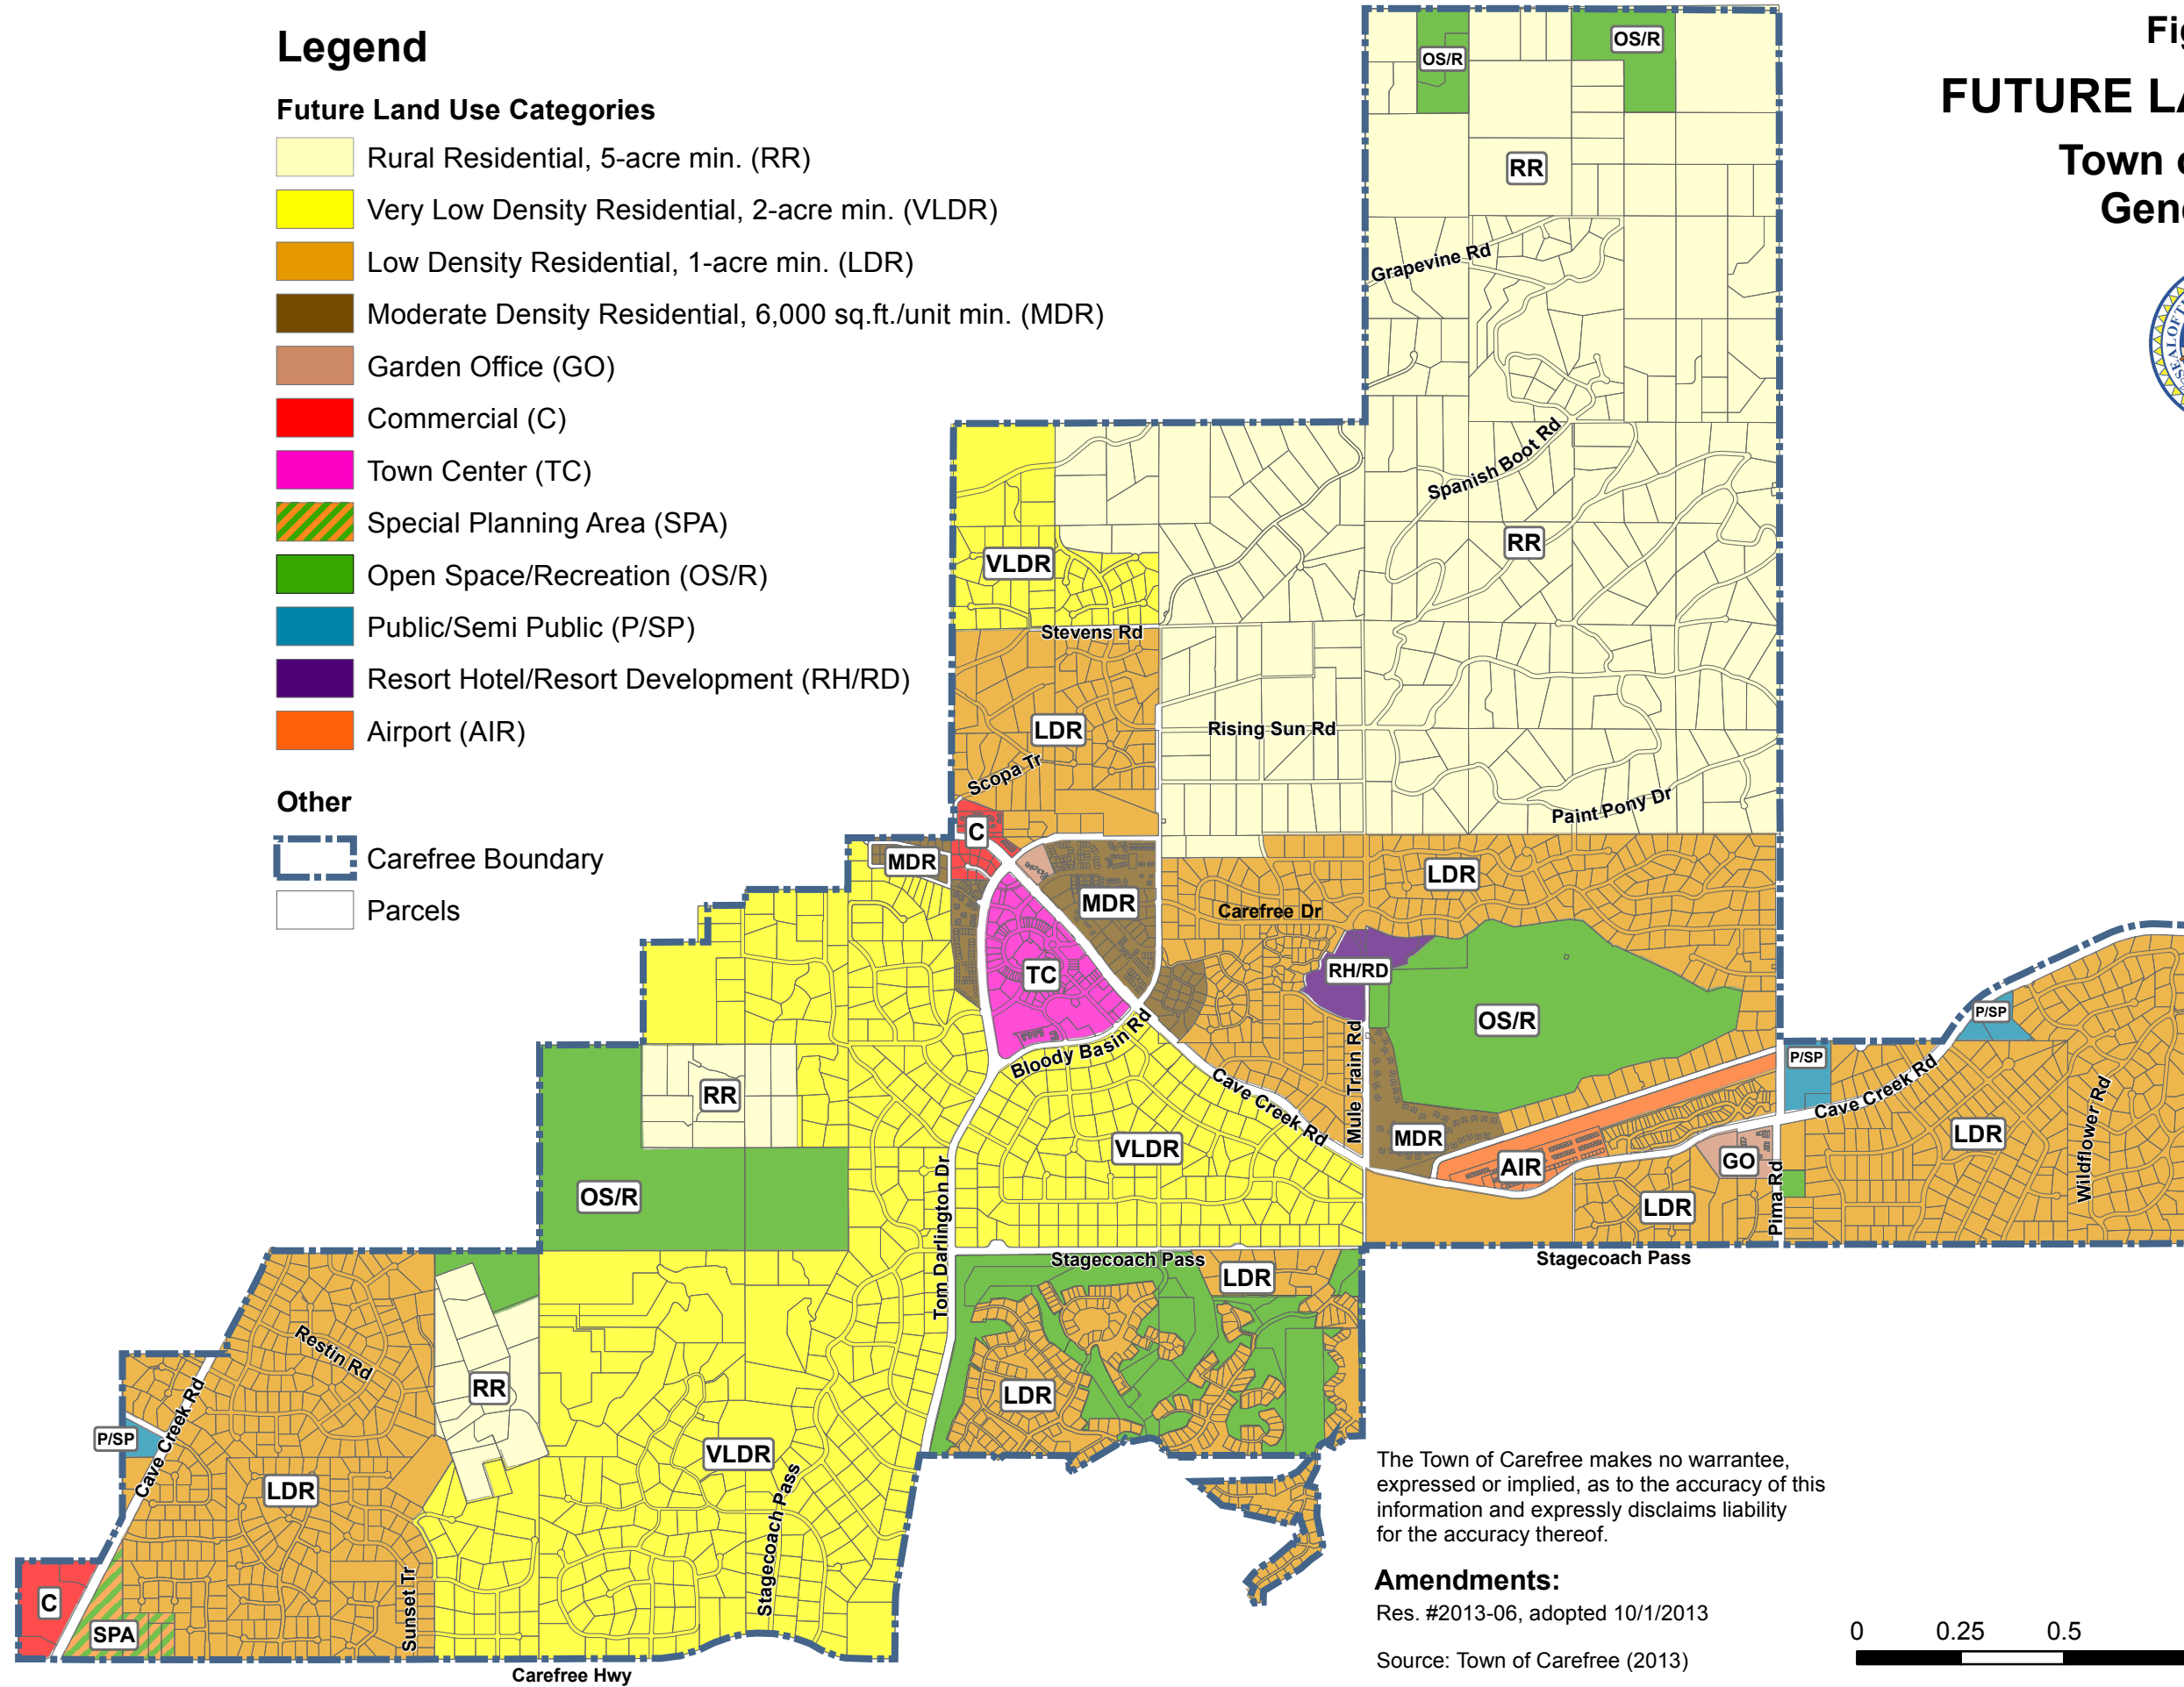 Legend
Future Land Use Categories
Rural Residential, 5-acre min. (RR)
Very Low Density Residential, 2-acre min. (VLDR)
Low Density Residential, 1-acre min. (LDR)
Moderate Density Residential, 6,000 sq.ft./unit min. (MDR)
Garden Office (GO)
Commercial (C)
Town Center (TC)
Special Planning Area (SPA)
Open Space/Recreation (OS/R)
Public/Semi Public (P/SP)
Resort Hotel/Resort Development (RH/RD)
Airport (AIR)
Other
Carefree Boundary
Parcels
FUTURE
Town
OS/R
OS/R
RR
Grapevine Rd
Spanish Boot Rd
RR
VLDR
Stevens Rd
LDR
Rising Sun Rd
Scopa Tr
Paint Pony Dr
C
MDR
LDR
MDR
Carefree Dr
TC
RH/RD
OS/R
P/SP
Bloody Basin Rd
Mule Train Rd
P/SP
RR
Cave Creek Rd
Cave Creek Rd
Wildflower Rd
VLDR
MDR
LDR
AIR
GO
OS/R
Tom Darlington Dr
LDR
Pima Rd
Stagecoach Pass
Stagecoach Pass
LDR
Restin Rd
RR
LDR
Cave Creek Rd
P/SP
VLDR
LDR
Stagecoach Pass
Sunset Tr
C
SPA
Carefree Hwy
The Town of Carefree makes no warrantee,
expressed or implied, as to the accuracy of this
information and expressly disclaims liability
for the accuracy thereof.
Amendments:
Res. #2013-06, adopted 10/1/2013
Source: Town of Carefree (2013)
0 0.25 0.5